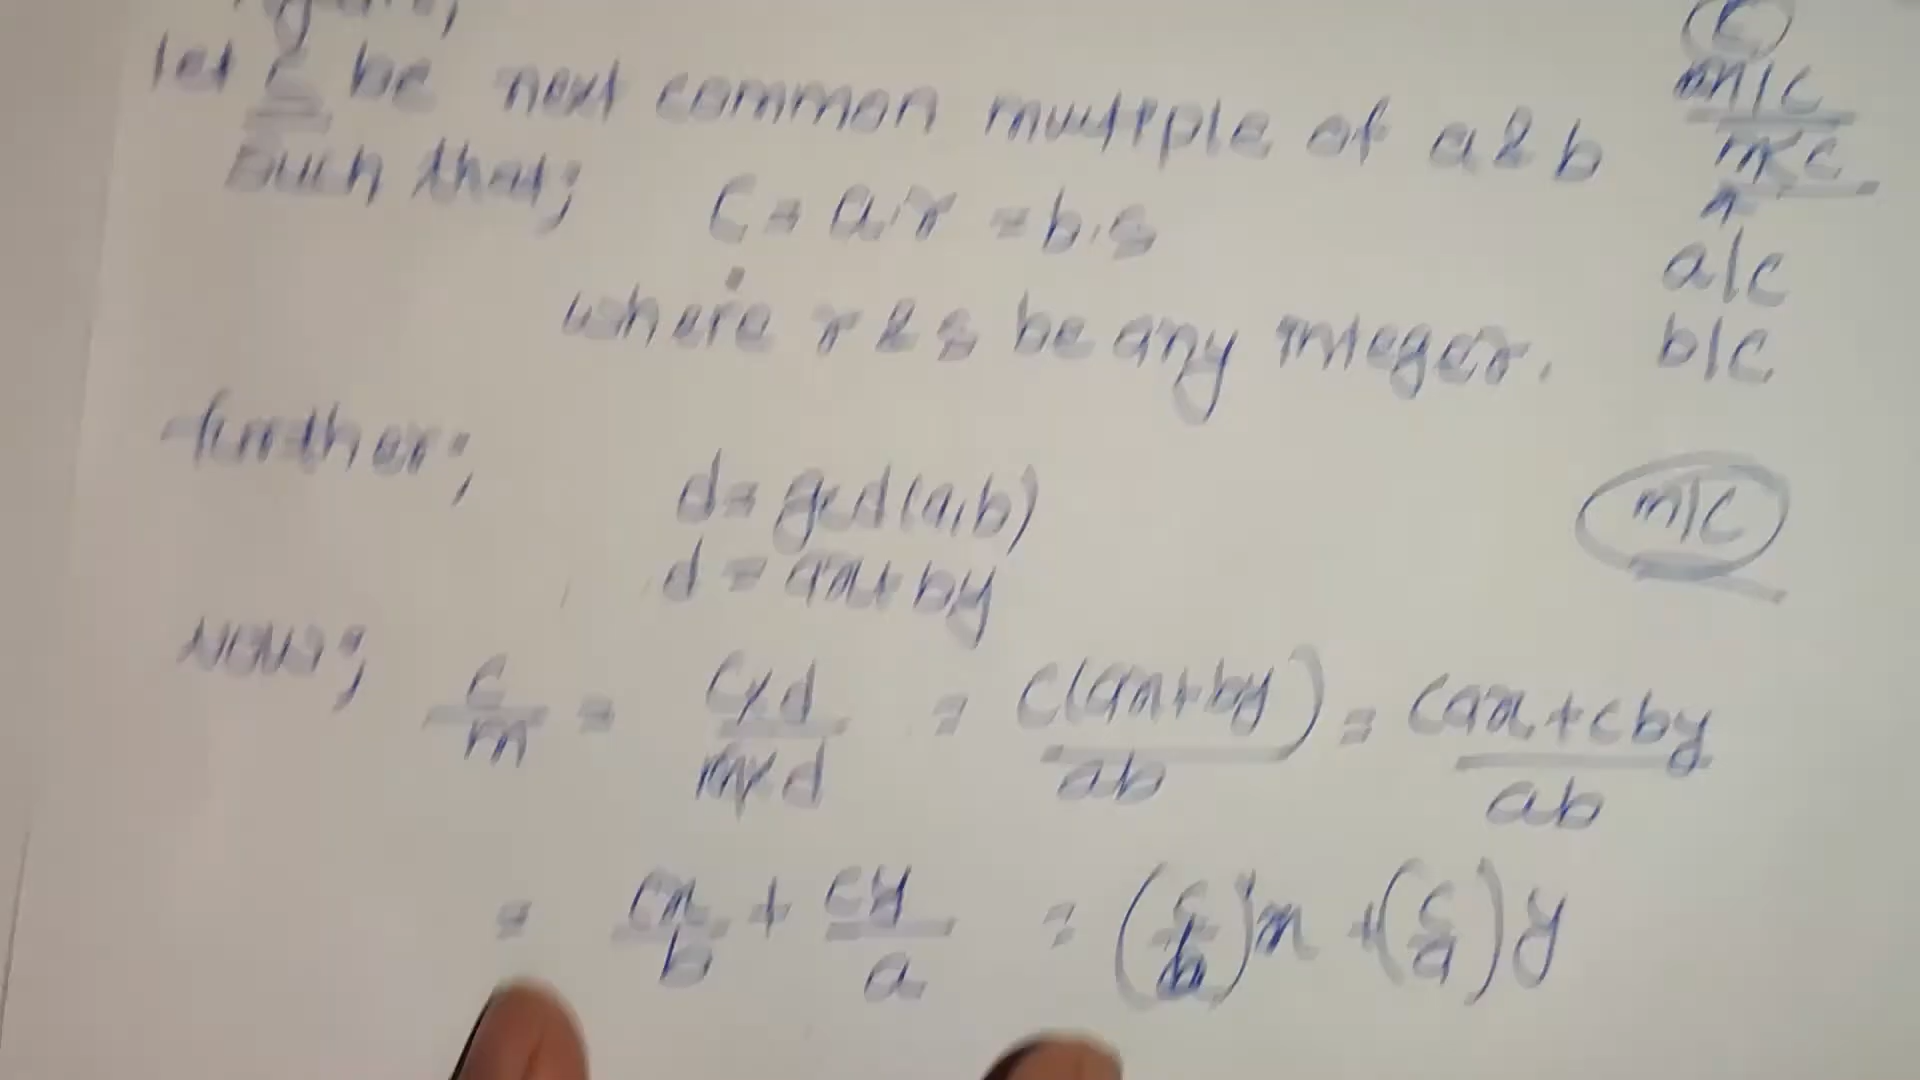 let c be next common multiple of a & b
such that; c = a.r = b.s
where r & s be any integer.
further;
d = gcd(a,b)
d = ax+by
Now; c/m = c×d/m×d = c(ax+by)/ab = cax+cby/ab
= cx/b + cy/a = (c/b)x + (c/a)y
c
m|c
m<c
a|c
b|c
m|c